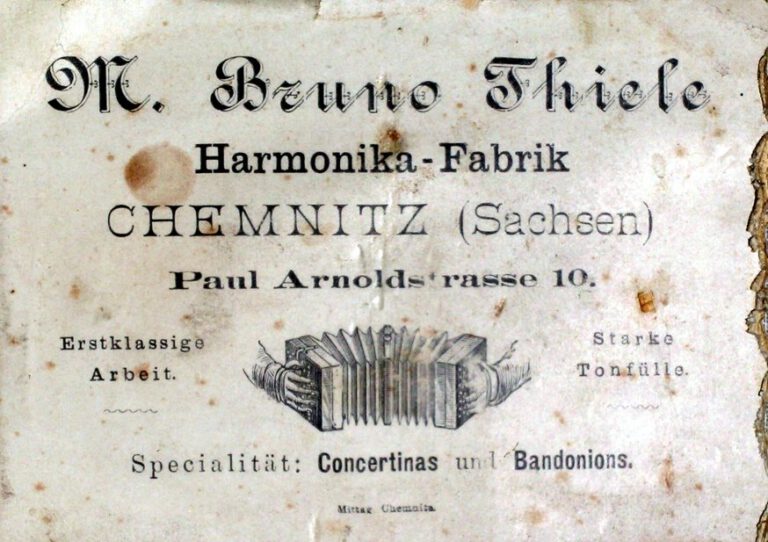 M. Bruno Thiele
Harmonika-Fabrik
CHEMNITZ (Sachsen)
Paul Arnoldstrasse 10.
Erstklassige
Arbeit.
Starke
Tonfülle.
Specialität: Concertinas und Bandonions.
Mittag Chemnitz.